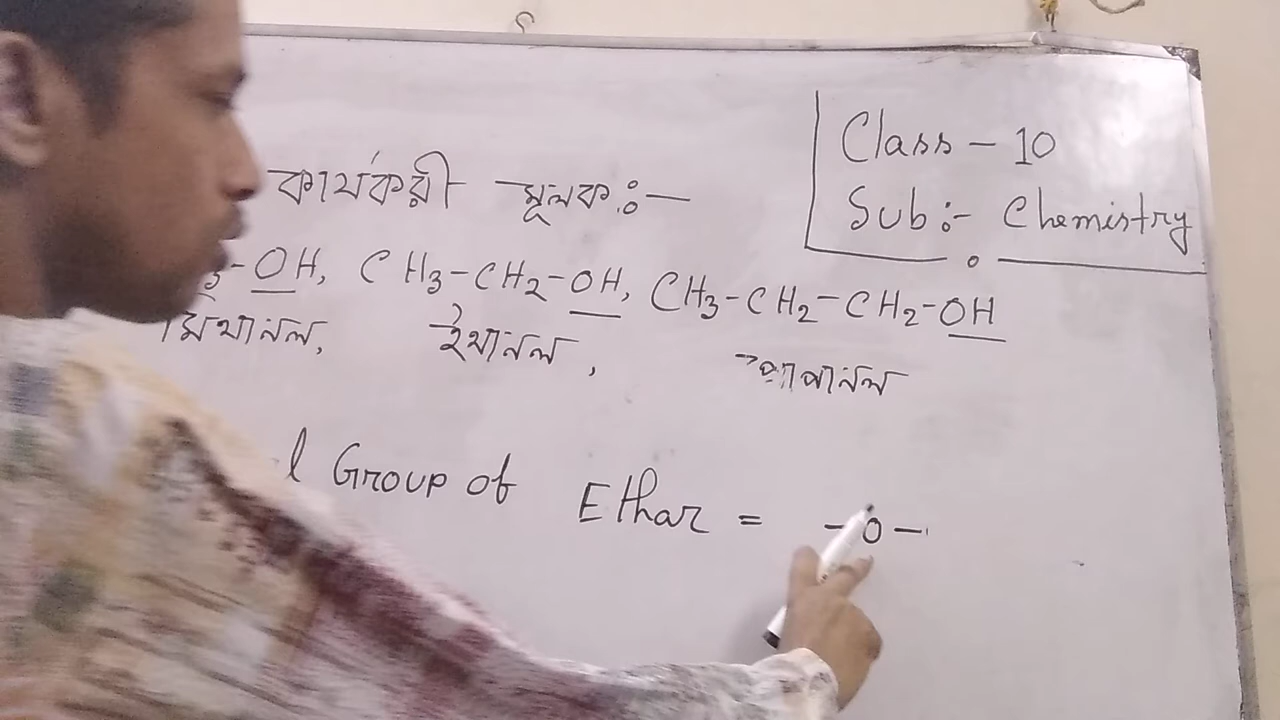 Class - 10
Sub :- Chemistry
কার্যকরী মূলক :-
-OH, CH3-CH2-OH, CH3-CH2-CH2-OH
মিথানল, ইথানল, প্রোপানল
Group of Ethar = -O-